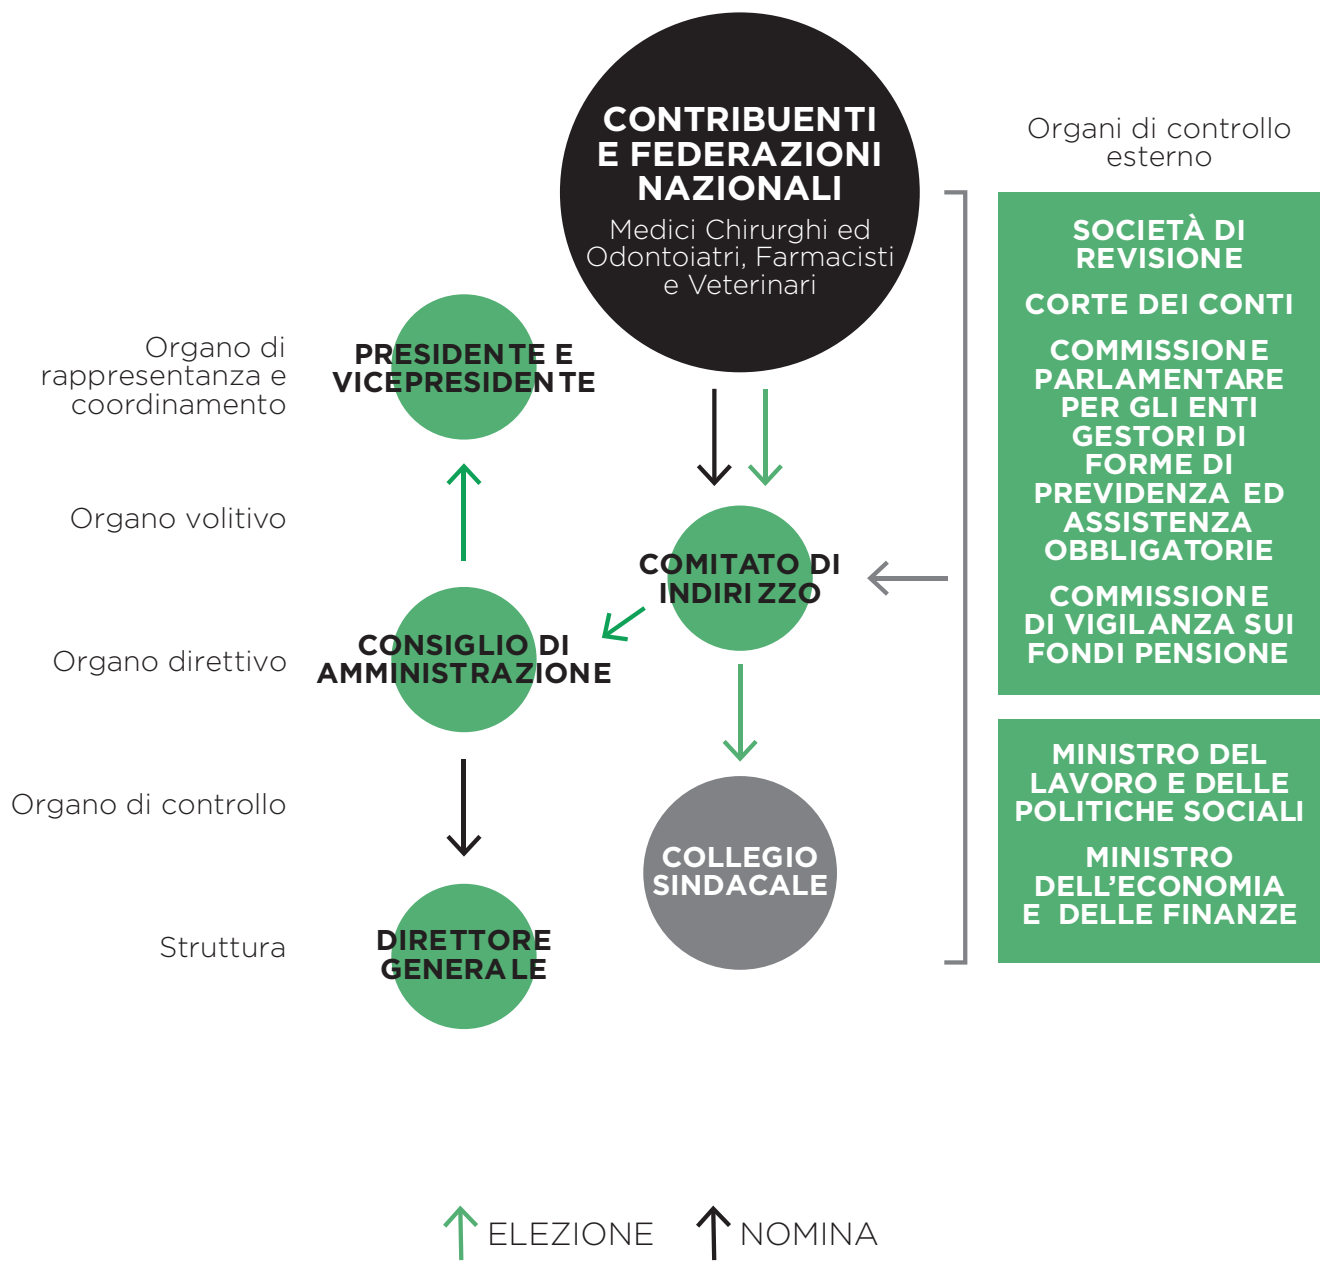 CONTRIBUENTI
E FEDERAZIONI
NAZIONALI
Medici Chirurghi ed
Odontoiatri, Farmacisti
e Veterinari
Organi di controllo
esterno
SOCIETÀ DI
REVISIONE
CORTE DEI CONTI
COMMISSIONE
PARLAMENTARE
PER GLI ENTI
GESTORI DI
FORME DI
PREVIDENZA ED
ASSISTENZA
OBBLIGATORIE
COMMISSIONE
DI VIGILANZA SUI
FONDI PENSIONE
MINISTRO DEL
LAVORO E DELLE
POLITICHE SOCIALI
MINISTRO
DELL'ECONOMIA
E DELLE FINANZE
Organo di
rappresentanza e
coordinamento
PRESIDENTE E
VICEPRESIDENTE
Organo volitivo
COMITATO DI
INDIRIZZO
Organo direttivo
CONSIGLIO DI
AMMINISTRAZIONE
Organo di controllo
COLLEGIO
SINDACALE
Struttura
DIRETTORE
GENERALE
ELEZIONE
NOMINA